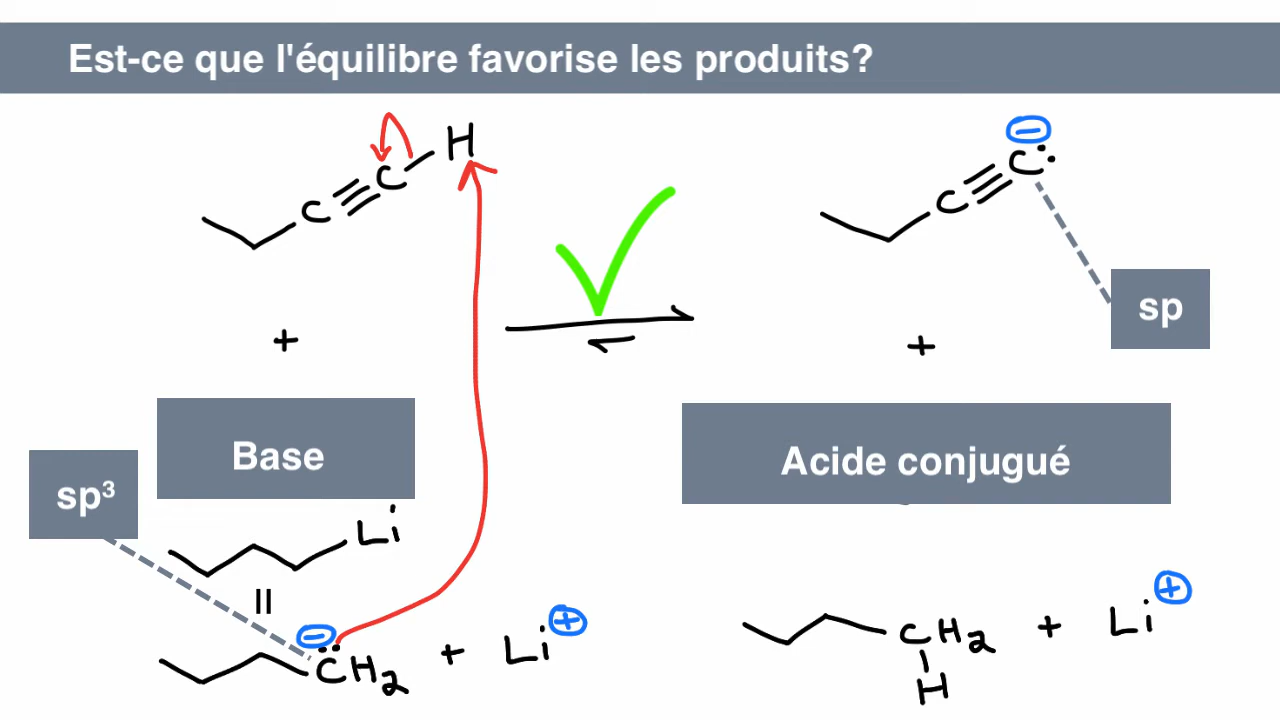 Est-ce que l'équilibre favorise les produits?
H
C≡C
+
Base
sp³
Li
=
⊖
:CH2 + Li ⊕
⊖
C≡C:
sp
+
Acide conjugué
CH2 + Li ⊕
H